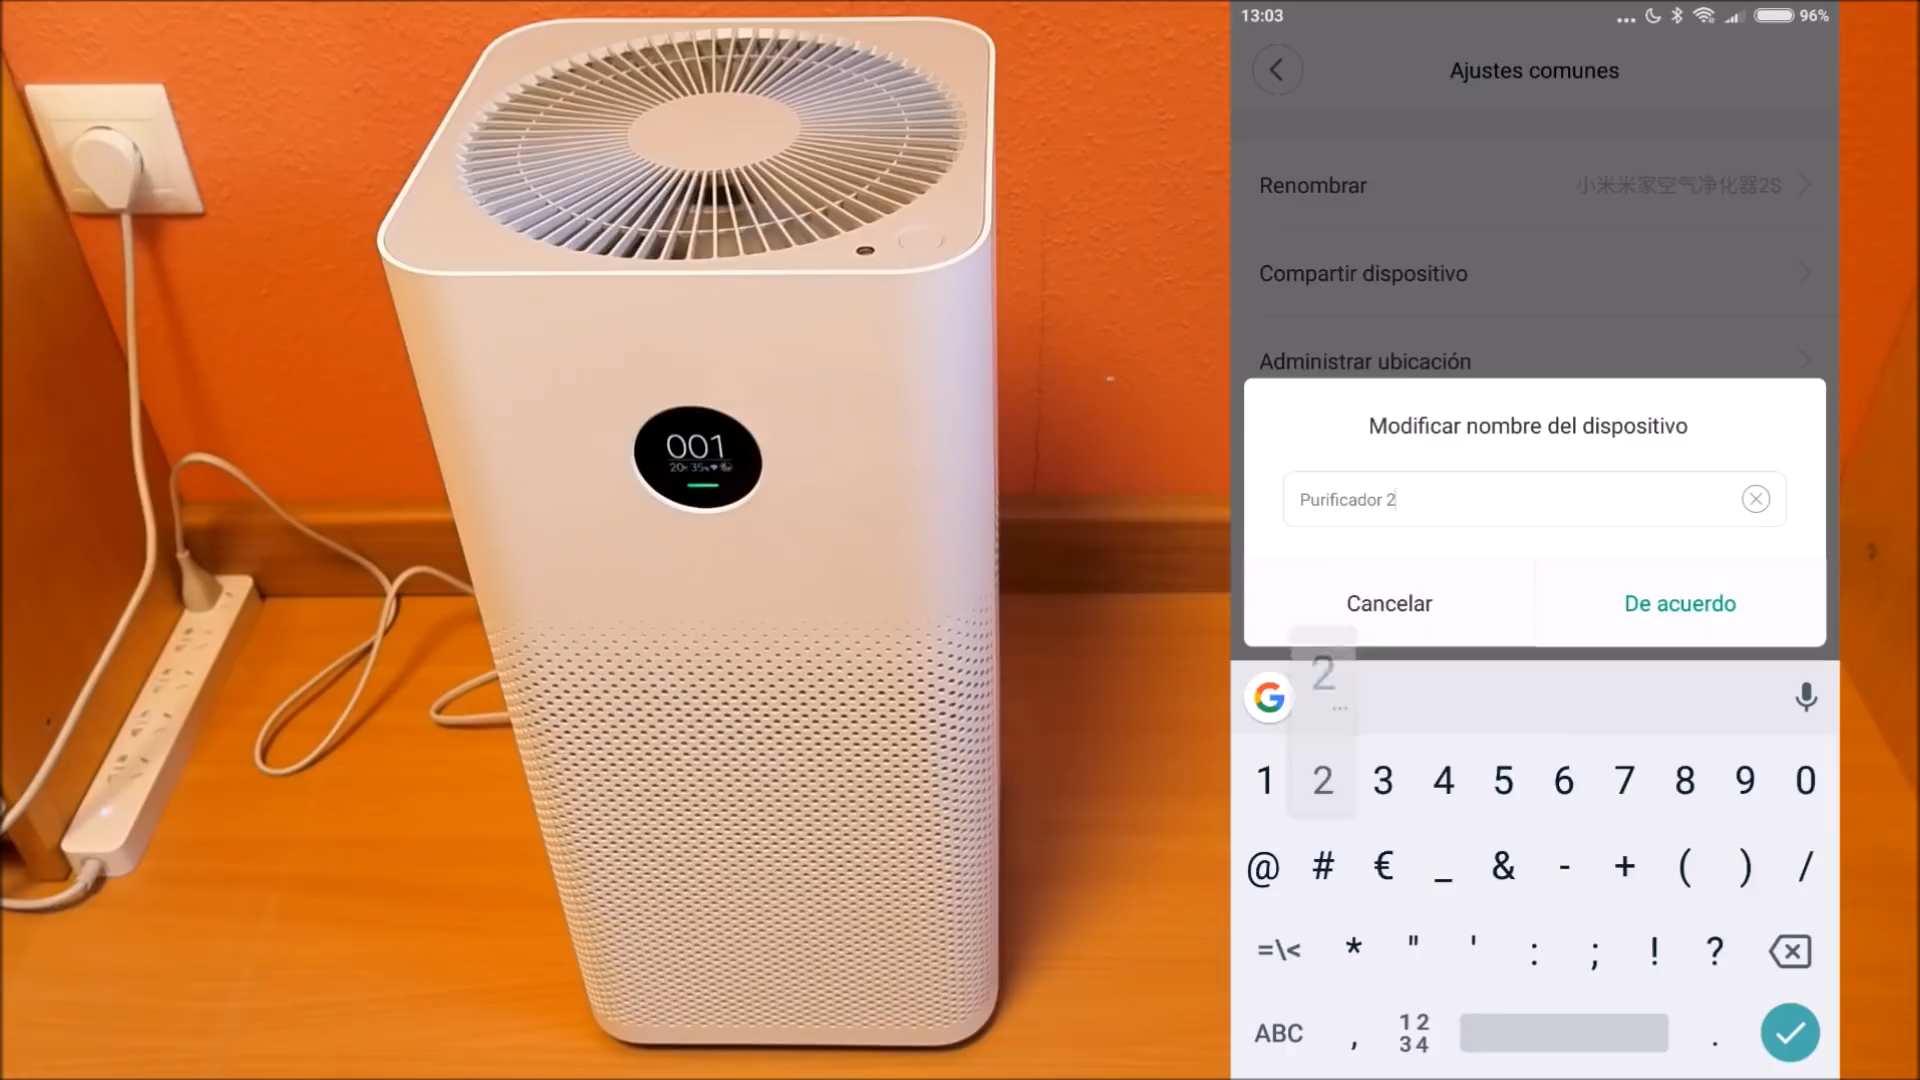 001
20 35%
13:03
96%
Ajustes comunes
Renombrar
小米米家空气净化器2S
Compartir dispositivo
Administrar ubicación
Modificar nombre del dispositivo
Purificador 2
Cancelar
De acuerdo
2
...
1 2 3 4 5 6 7 8 9 0
@ # € _ & - + ( ) /
=\< * " ' : ; ! ?
ABC , 12 34 .